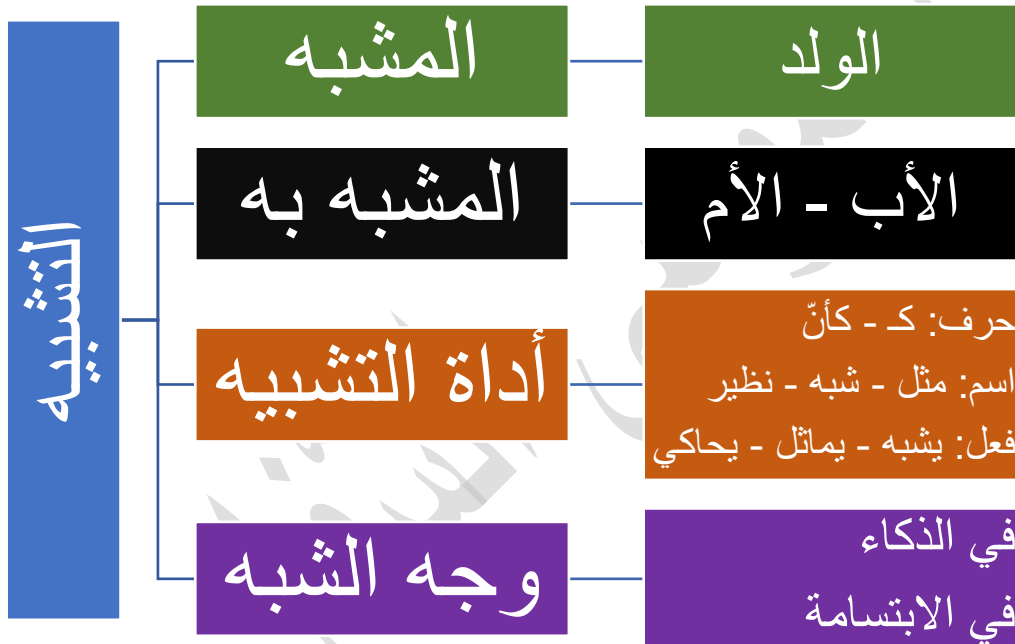 التشبيه
المشبه
الولد
المشبه به
الأب - الأم
أداة التشبيه
حرف: كـ - كأنّ
اسم: مثل - شبه - نظير
فعل: يشبه - يماثل - يحاكي
وجه الشبه
في الذكاء
في الابتسامة